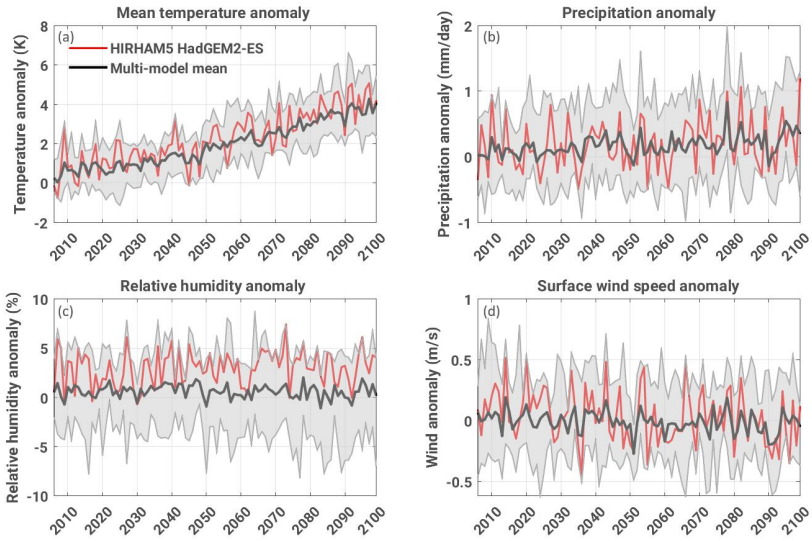 Mean temperature anomaly
Temperature anomaly (K)
6
4
2
0
-2
(a)
HIRHAM5 HadGEM2-ES
Multi-model mean
2010 2020 2030 2040 2050 2060 2070 2080 2090 2100
Precipitation anomaly
Precipitation anomaly (mm/day)
2
1
0
-1
(b)
2010 2020 2030 2040 2050 2060 2070 2080 2090 2100
Relative humidity anomaly
Relative humidity anomaly (%)
10
5
0
-5
-10
(c)
2010 2020 2030 2040 2050 2060 2070 2080 2090 2100
Surface wind speed anomaly
Wind anomaly (m/s)
1
0.5
0
-0.5
(d)
2010 2020 2030 2040 2050 2060 2070 2080 2090 2100